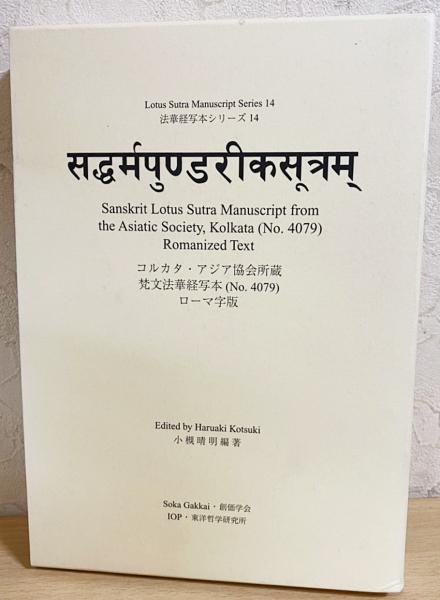 Lotus Sutra Manuscript Series 14
法華経写本シリーズ 14
सद्धर्मपुण्डरीकसूत्रम्
Sanskrit Lotus Sutra Manuscript from
the Asiatic Society, Kolkata (No. 4079)
Romanized Text
コルカタ・アジア協会所蔵
梵文法華経写本 (No. 4079)
ローマ字版
Edited by Haruaki Kotsuki
小槻晴明編著
Soka Gakkai・創価学会
IOP・東洋哲学研究所